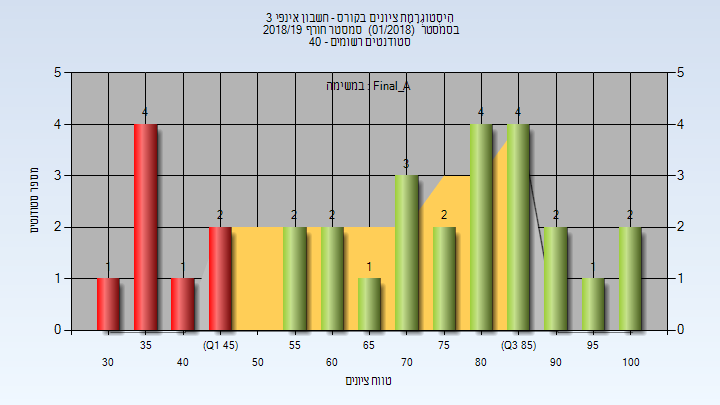 היסטוגרמת ציונים בקורס - חשבון אינפי 3
בסמסטר (01/2018) סמסטר חורף 2018/19
סטודנטים רשומים - 40
במשימה : Final_A
5 5
4 4
3 3
2 2
1 1
0 0
1 4 1 2 2 2 1 3 2 4 4 2 1 2
מספר סטודנטים
35 (Q1 45) 55 65 75 (Q3 85) 95
30 40 50 60 70 80 90 100
טווח ציונים